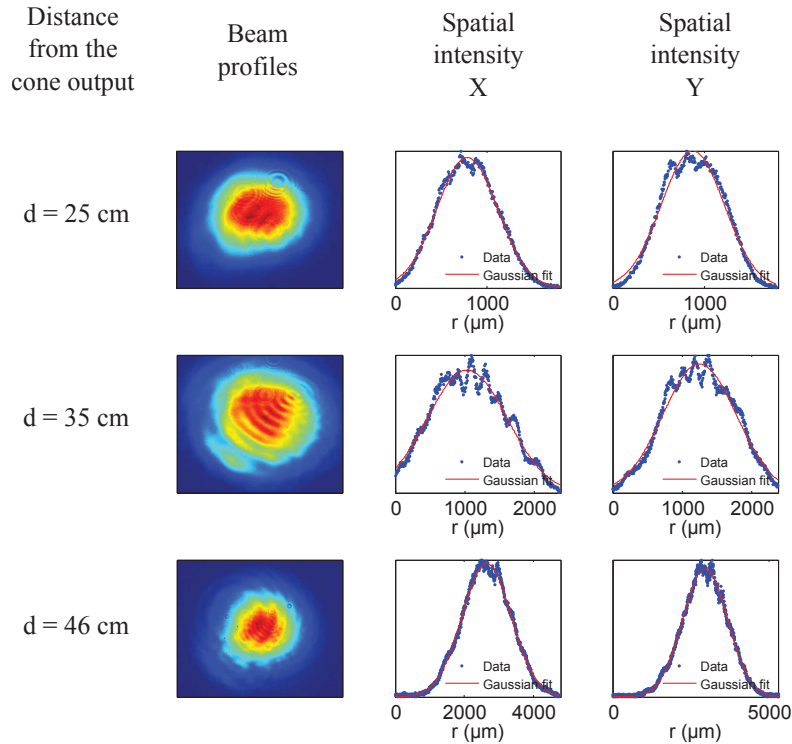 Distance
from the
cone output
Beam
profiles
Spatial
intensity
X
Spatial
intensity
Y
d = 25 cm
Data
Gaussian fit
0 1000
r (µm)
Data
Gaussian fit
0 1000
r (µm)
d = 35 cm
Data
Gaussian fit
0 1000 2000
r (µm)
Data
Gaussian fit
0 1000 2000
r (µm)
d = 46 cm
Data
Gaussian fit
0 2000 4000
r (µm)
Data
Gaussian fit
0 5000
r (µm)